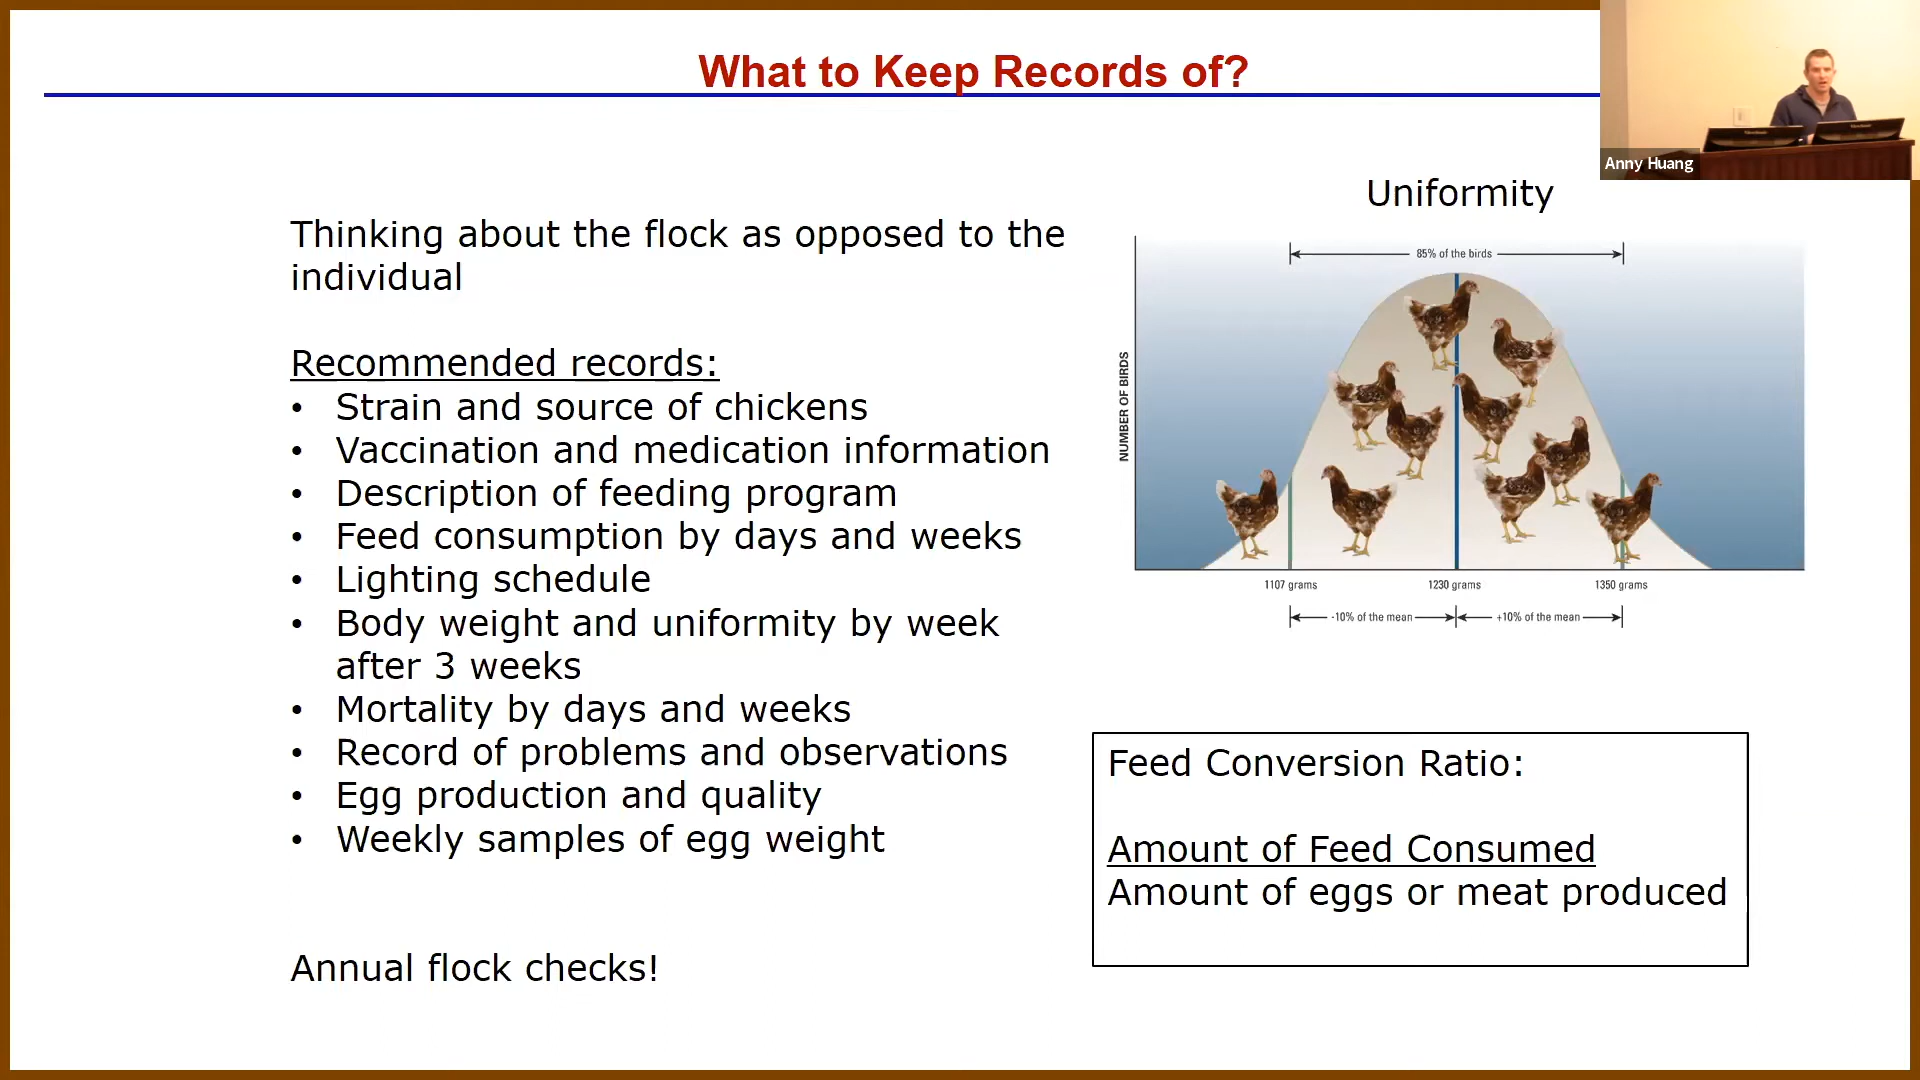 What to Keep Records of?
Anny Huang
Thinking about the flock as opposed to the
individual
Recommended records:
• Strain and source of chickens
• Vaccination and medication information
• Description of feeding program
• Feed consumption by days and weeks
• Lighting schedule
• Body weight and uniformity by week
after 3 weeks
• Mortality by days and weeks
• Record of problems and observations
• Egg production and quality
• Weekly samples of egg weight
Annual flock checks!
Uniformity
85% of the birds
NUMBER OF BIRDS
1107 grams
1230 grams
1350 grams
-10% of the mean
+10% of the mean
Feed Conversion Ratio:
Amount of Feed Consumed
Amount of eggs or meat produced